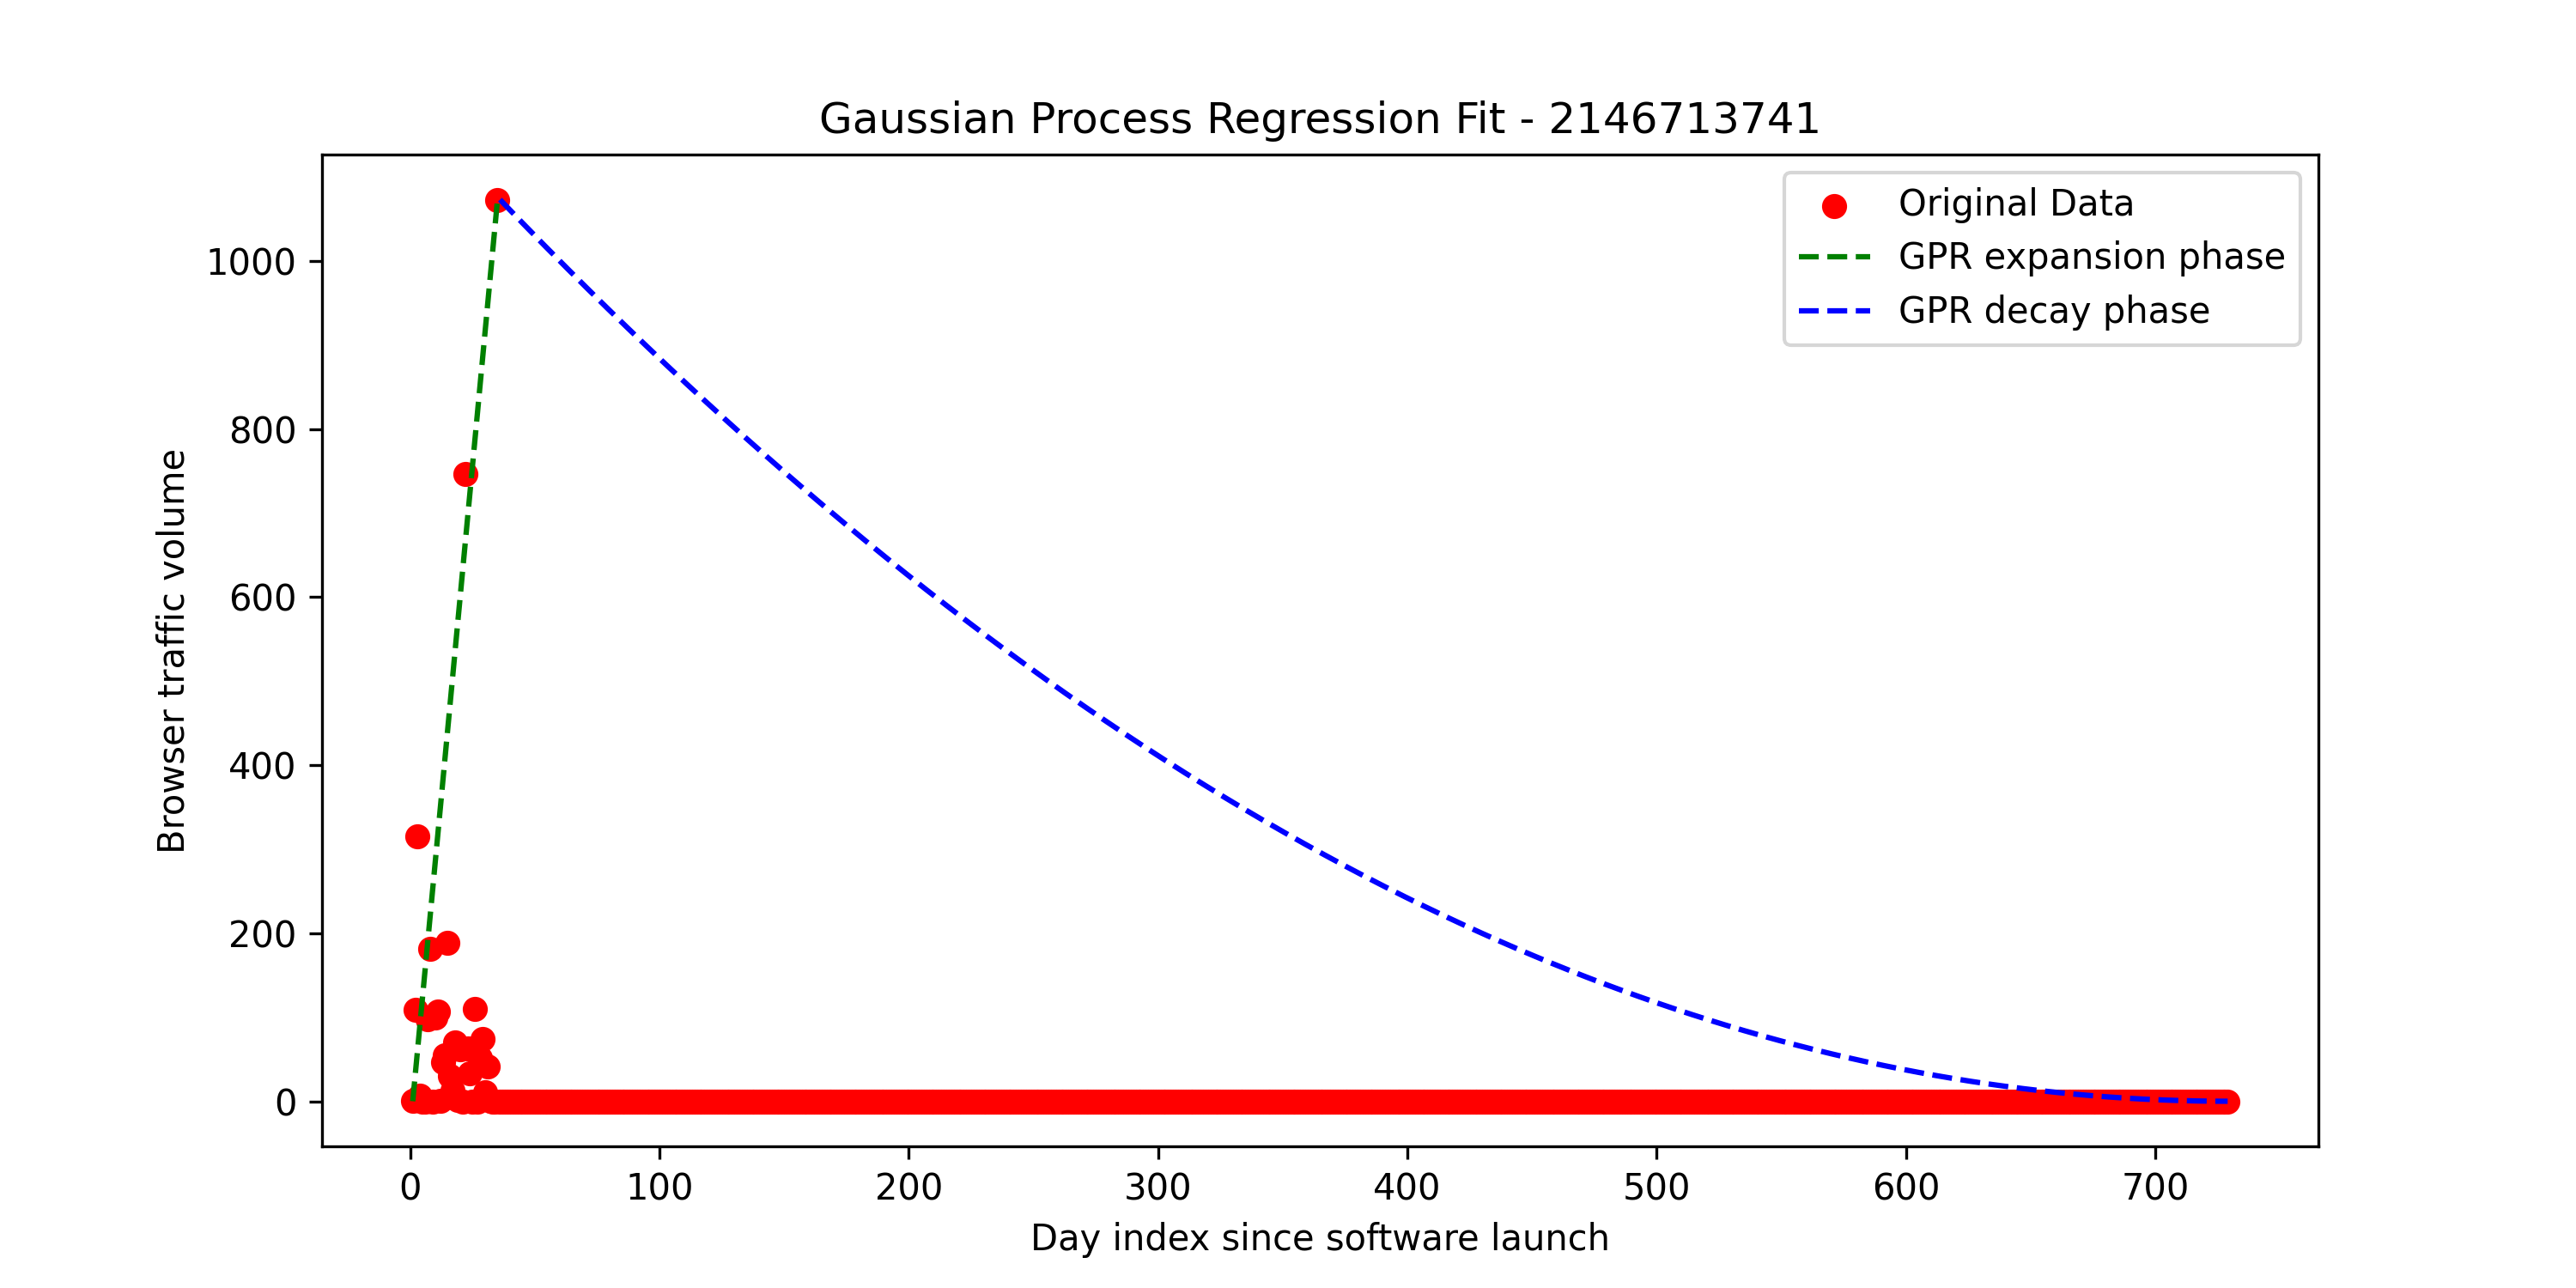 Gaussian Process Regression Fit - 2146713741
Original Data
GPR expansion phase
GPR decay phase
Browser traffic volume
1000
800
600
400
200
0
0 100 200 300 400 500 600 700
Day index since software launch